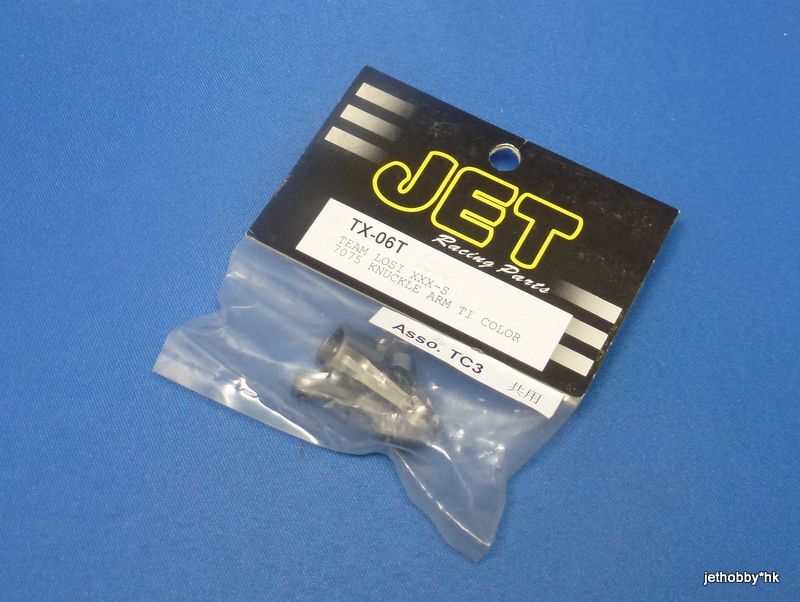 JET
Racing Parts
TX-06T
TEAM LOSI XXX-S
7075 KNUCKLE ARM TI COLOR
Asso. TC3 共用
jethobby*hk